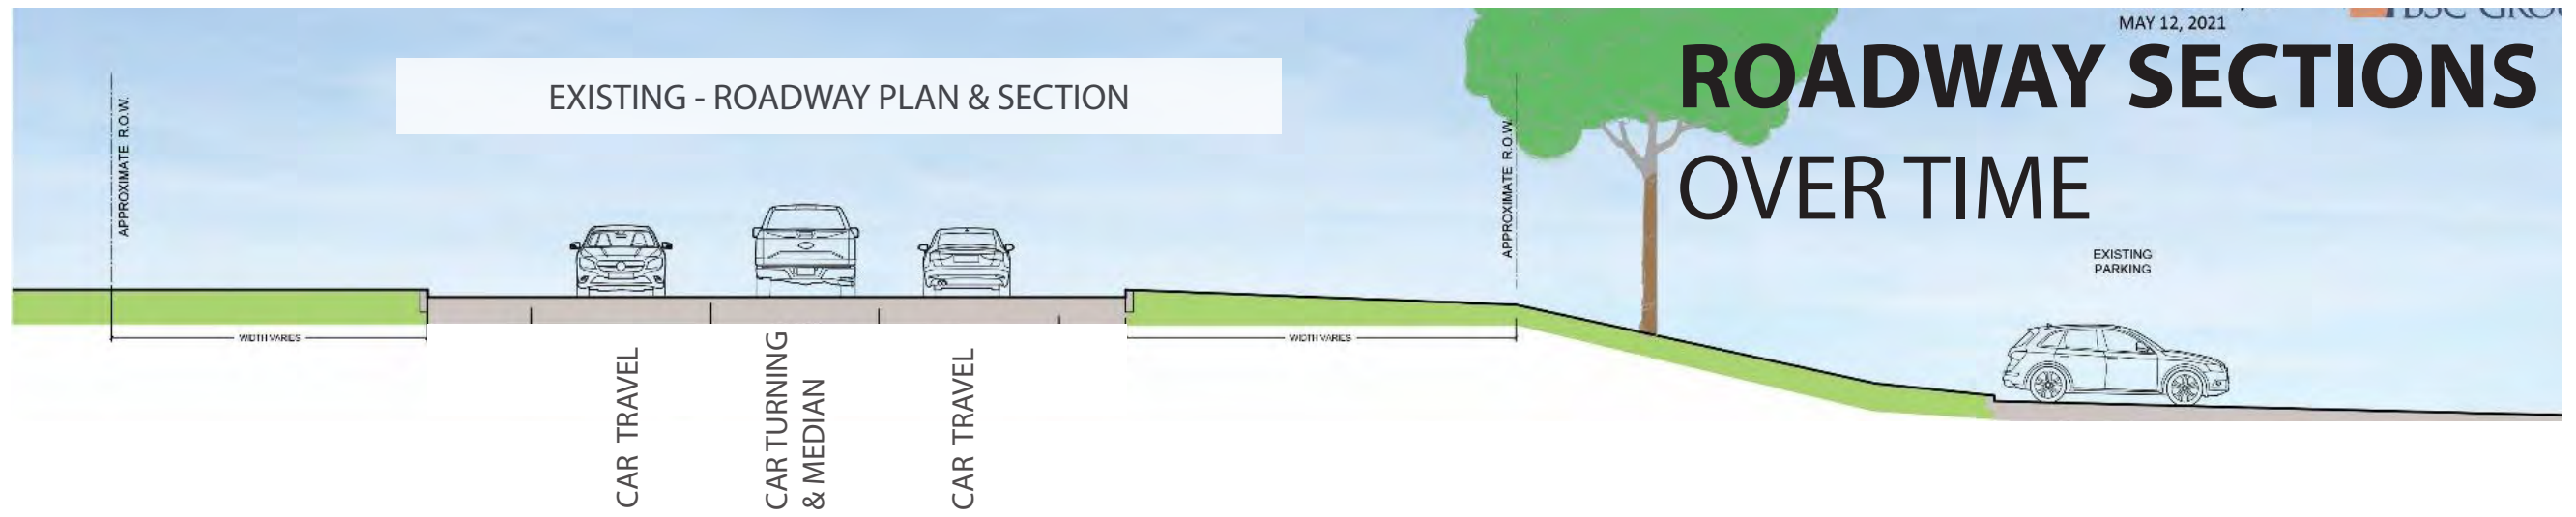 MAY 12, 2021
ROADWAY SECTIONS
OVER TIME
EXISTING - ROADWAY PLAN & SECTION
APPROXIMATE R.O.W.
APPROXIMATE R.O.W.
EXISTING
PARKING
WIDTH VARIES
WIDTH VARIES
CAR TRAVEL
CAR TURNING
& MEDIAN
CAR TRAVEL